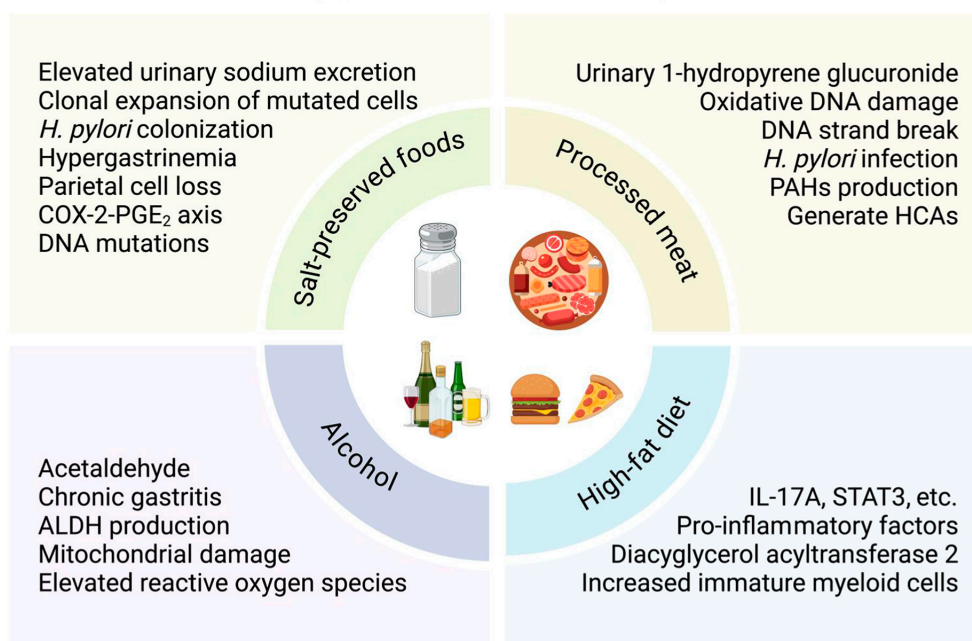 Elevated urinary sodium excretion
Clonal expansion of mutated cells
H. pylori colonization
Hypergastrinemia
Parietal cell loss
COX-2-PGE₂ axis
DNA mutations
Salt-preserved foods
Urinary 1-hydropyrene glucuronide
Oxidative DNA damage
DNA strand break
H. pylori infection
PAHs production
Generate HCAs
Processed meat
Acetaldehyde
Chronic gastritis
ALDH production
Mitochondrial damage
Elevated reactive oxygen species
Alcohol
High-fat diet
IL-17A, STAT3, etc.
Pro-inflammatory factors
Diacyglycerol acyltransferase 2
Increased immature myeloid cells